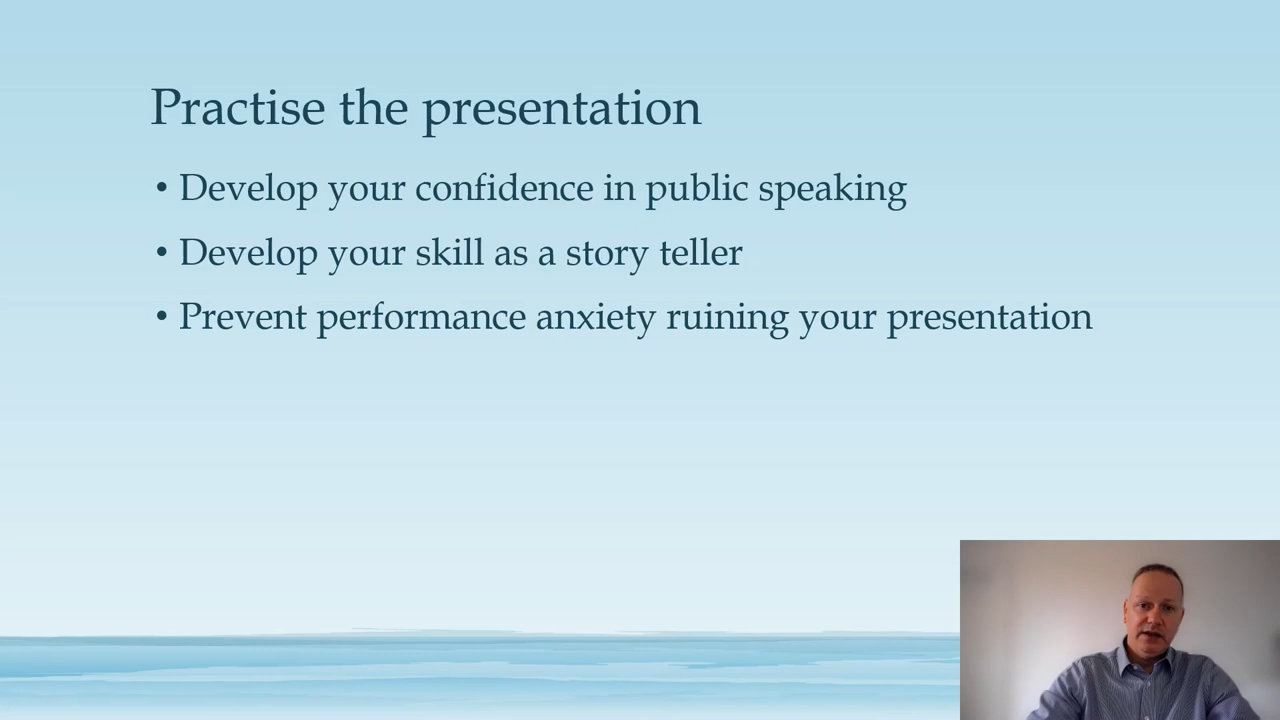 Practise the presentation
• Develop your confidence in public speaking
• Develop your skill as a story teller
• Prevent performance anxiety ruining your presentation